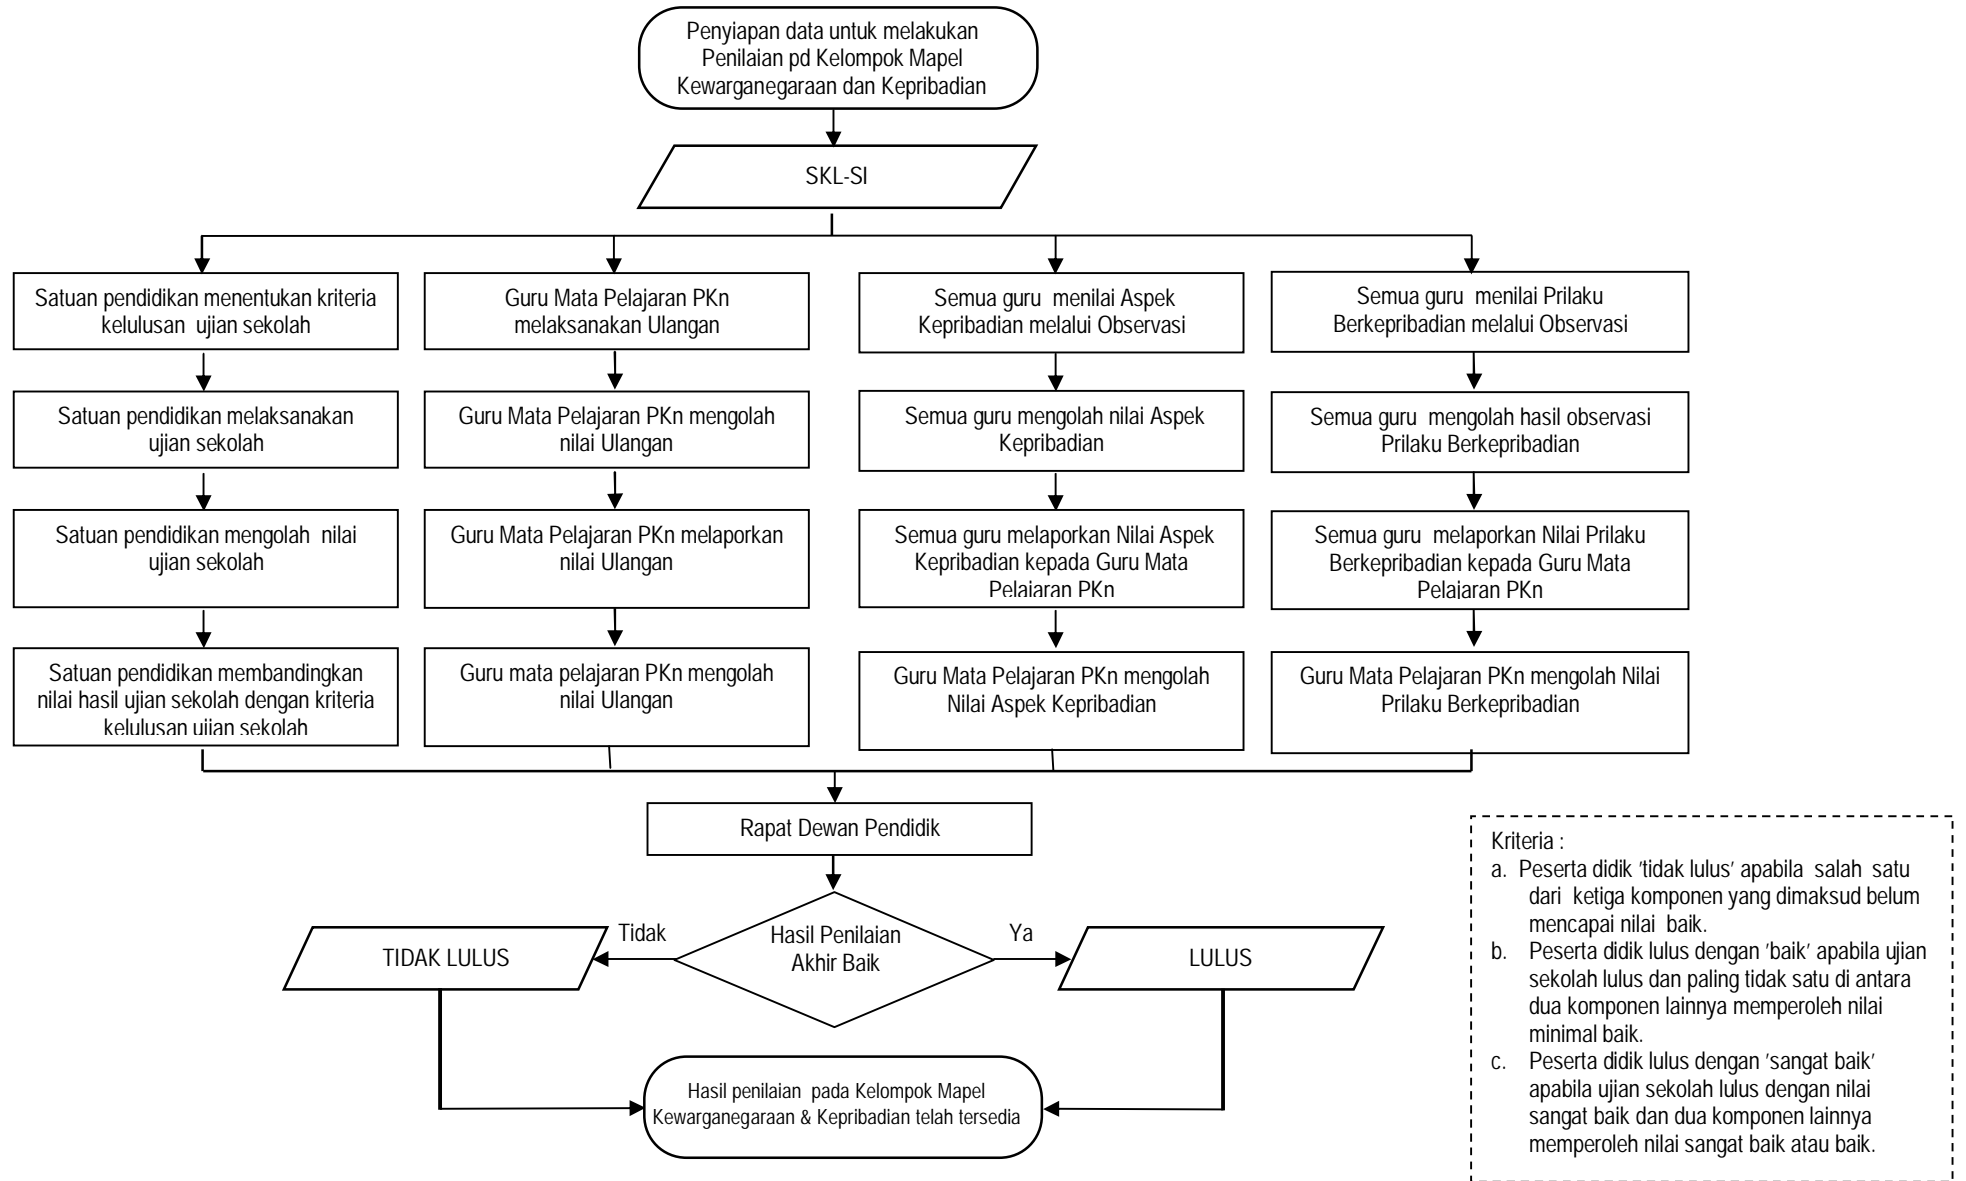 Penyiapan data untuk melakukan
Penilaian pd Kelompok Mapel
Kewarganegaraan dan Kepribadian
SKL-SI
Satuan pendidikan menentukan kriteria
kelulusan ujian sekolah
Guru Mata Pelajaran PKn
melaksanakan Ulangan
Semua guru menilai Aspek
Kepribadian melalui Observasi
Semua guru menilai Prilaku
Berkepribadian melalui Observasi
Satuan pendidikan melaksanakan
ujian sekolah
Guru Mata Pelajaran PKn mengolah
nilai Ulangan
Semua guru mengolah nilai Aspek
Kepribadian
Semua guru mengolah hasil observasi
Prilaku Berkepribadian
Satuan pendidikan mengolah nilai
ujian sekolah
Guru Mata Pelajaran PKn melaporkan
nilai Ulangan
Semua guru melaporkan Nilai Aspek
Kepribadian kepada Guru Mata
Pelajaran PKn
Semua guru melaporkan Nilai Prilaku
Berkepribadian kepada Guru Mata
Pelajaran PKn
Satuan pendidikan membandingkan
nilai hasil ujian sekolah dengan kriteria
kelulusan ujian sekolah
Guru mata pelajaran PKn mengolah
nilai Ulangan
Guru Mata Pelajaran PKn mengolah
Nilai Aspek Kepribadian
Guru Mata Pelajaran PKn mengolah Nilai
Prilaku Berkepribadian
Rapat Dewan Pendidik
Hasil Penilaian
Akhir Baik
Tidak
TIDAK LULUS
Ya
LULUS
Hasil penilaian pada Kelompok Mapel
Kewarganegaraan & Kepribadian telah tersedia
Kriteria :
a. Peserta didik 'tidak lulus' apabila salah satu
dari ketiga komponen yang dimaksud belum
mencapai nilai baik.
b. Peserta didik lulus dengan 'baik' apabila ujian
sekolah lulus dan paling tidak satu di antara
dua komponen lainnya memperoleh nilai
minimal baik.
c. Peserta didik lulus dengan 'sangat baik'
apabila ujian sekolah lulus dengan nilai
sangat baik dan dua komponen lainnya
memperoleh nilai sangat baik atau baik.